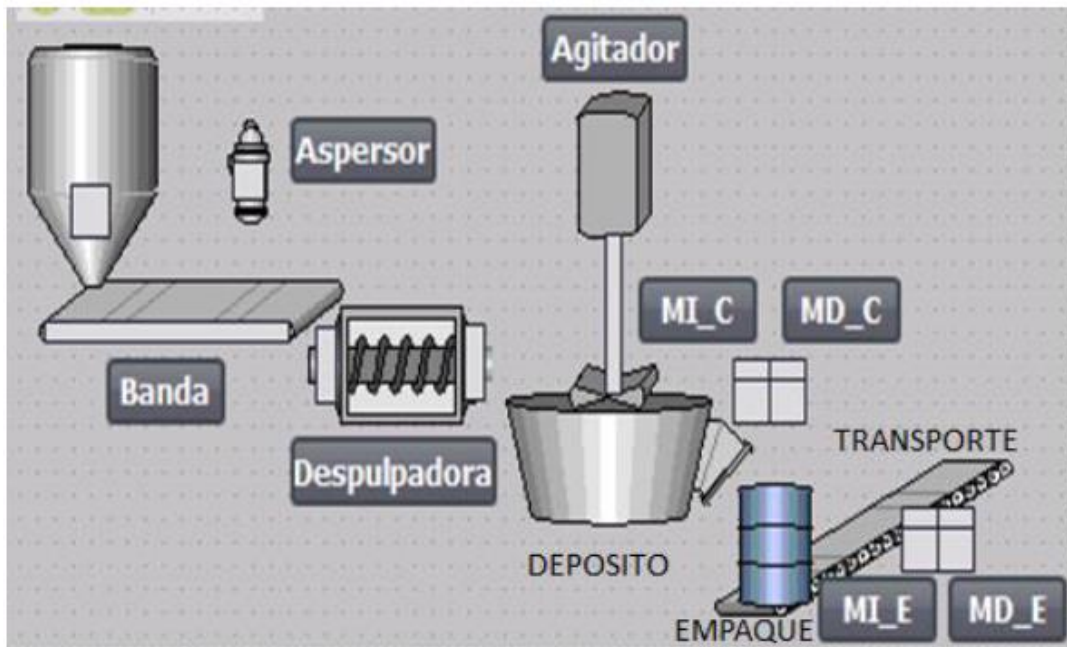 Agitador
Aspersor
MI_C
MD_C
Banda
TRANSPORTE
Despulpadora
DEPOSITO
EMPAQUE
MI_E
MD_E